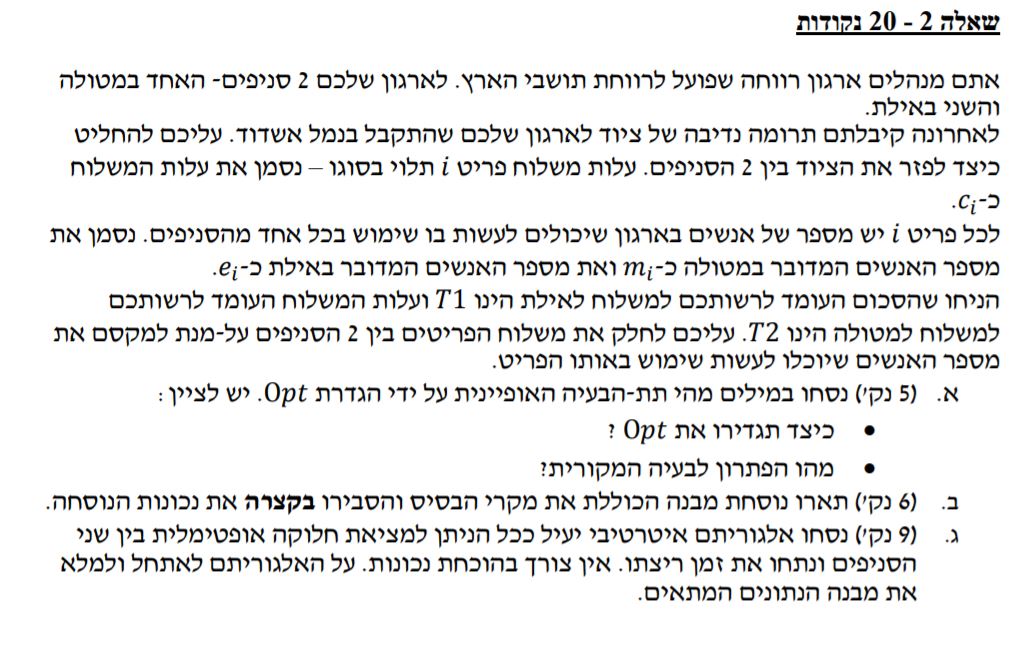 שאלה 2 - 20 נקודות
אתם מנהלים ארגון רווחה שפועל לרווחת תושבי הארץ. לארגון שלכם 2 סניפים- האחד במטולה
והשני באילת.
לאחרונה קיבלתם תרומה נדיבה של ציוד לארגון שלכם שהתקבל בנמל אשדוד. עליכם להחליט
כיצד לפזר את הציוד בין 2 הסניפים. עלות משלוח פריט i תלוי בסוגו – נסמן את עלות המשלוח
כ-cᵢ.
לכל פריט i יש מספר של אנשים בארגון שיכולים לעשות בו שימוש בכל אחד מהסניפים. נסמן את
מספר האנשים המדובר במטולה כ-mᵢ ואת מספר האנשים המדובר באילת כ-eᵢ.
הניחו שהסכום העומד לרשותכם למשלוח לאילת הינו T1 ועלות המשלוח העומד לרשותכם
למשלוח למטולה הינו T2. עליכם לחלק את משלוח הפריטים בין 2 הסניפים על-מנת למקסם את
מספר האנשים שיוכלו לעשות שימוש באותו הפריט.
א. (5 נק') נסחו במילים מהי תת-הבעיה האופיינית על ידי הגדרת Opt. יש לציין:
• כיצד תגדירו את Opt ?
• מהו הפתרון לבעיה המקורית?
ב. (6 נק') תארו נוסחת מבנה הכוללת את מקרי הבסיס והסבירו בקצרה את נכונות הנוסחה.
ג. (9 נק') נסחו אלגוריתם איטרטיבי יעיל ככל הניתן למציאת חלוקה אופטימלית בין שני
הסניפים ונתחו את זמן ריצתו. אין צורך בהוכחת נכונות. על האלגוריתם לאתחל ולמלא
את מבנה הנתונים המתאים.